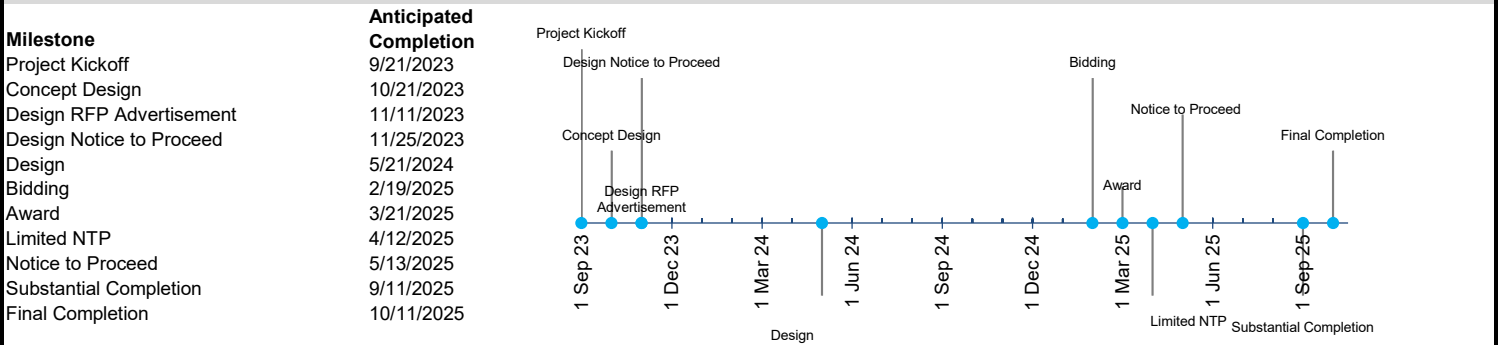 Milestone Anticipated Completion
Project Kickoff 9/21/2023
Concept Design 10/21/2023
Design RFP Advertisement 11/11/2023
Design Notice to Proceed 11/25/2023
Design 5/21/2024
Bidding 2/19/2025
Award 3/21/2025
Limited NTP 4/12/2025
Notice to Proceed 5/13/2025
Substantial Completion 9/11/2025
Final Completion 10/11/2025
Project Kickoff
Design Notice to Proceed
Bidding
Notice to Proceed
Concept Design
Final Completion
Design RFP
Advertisement
Award
1 Sep 23
1 Dec 23
1 Mar 24
1 Jun 24
1 Sep 24
1 Dec 24
1 Mar 25
1 Jun 25
1 Sep 25
Limited NTP
Substantial Completion
Design